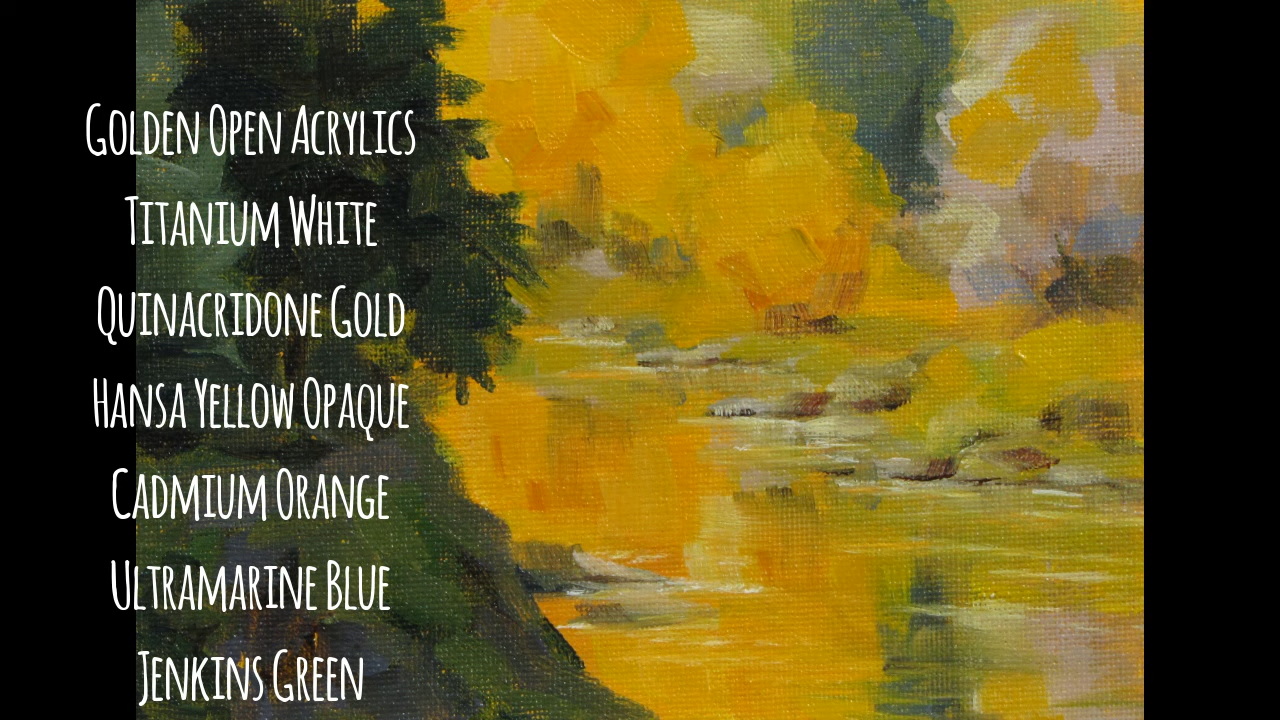 Golden Open Acrylics
Titanium White
Quinacridone Gold
Hansa Yellow Opaque
Cadmium Orange
Ultramarine Blue
Jenkins Green